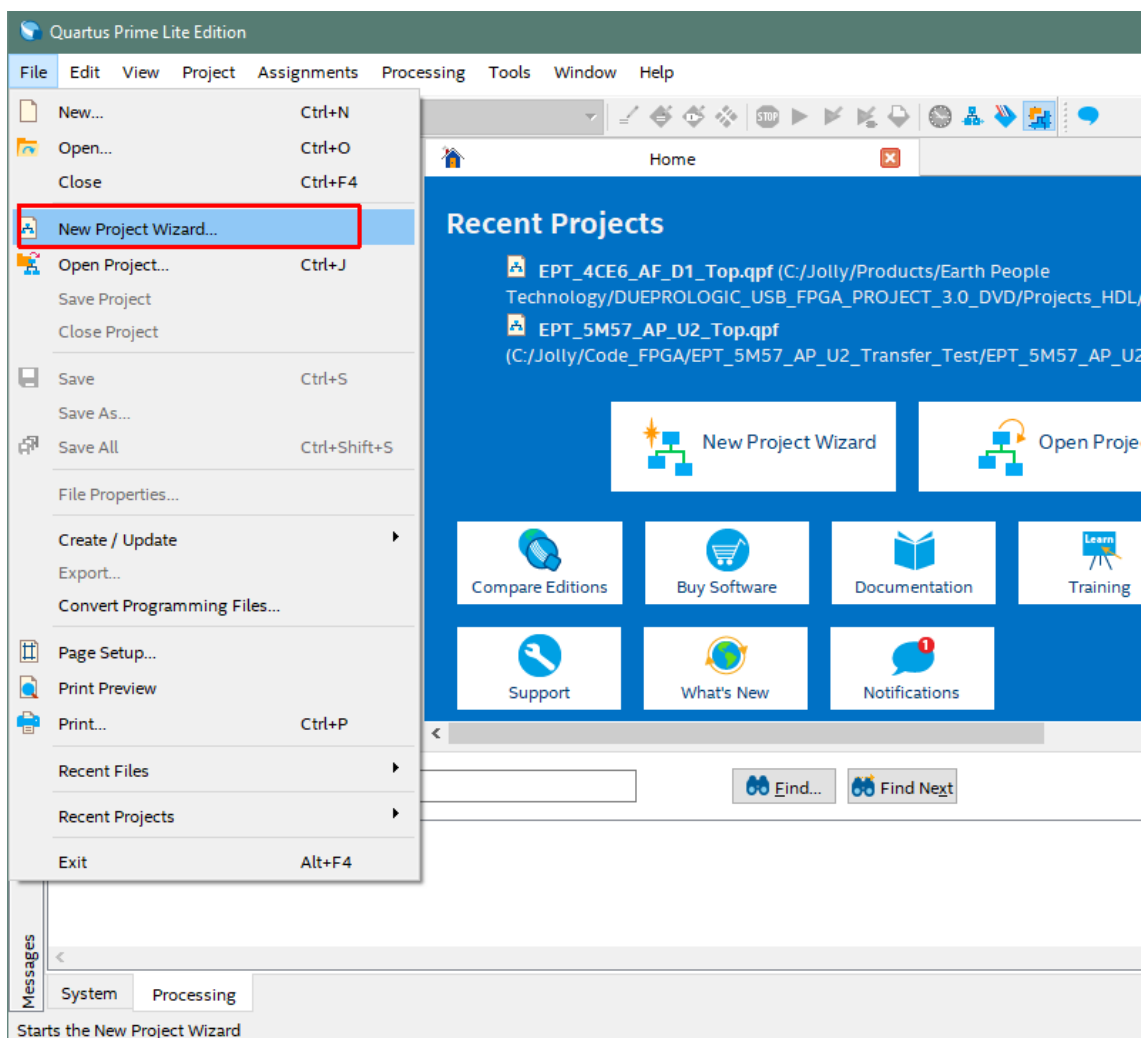 Quartus Prime Lite Edition
File Edit View Project Assignments Processing Tools Window Help
New... Ctrl+N
Open... Ctrl+O
Close Ctrl+F4
New Project Wizard...
Open Project... Ctrl+J
Save Project
Close Project
Save Ctrl+S
Save As...
Save All Ctrl+Shift+S
File Properties...
Create / Update
Export...
Convert Programming Files...
Page Setup...
Print Preview
Print... Ctrl+P
Recent Files
Recent Projects
Exit Alt+F4
STOP
Home
Recent Projects
EPT_4CE6_AF_D1_Top.qpf (C:/Jolly/Products/Earth People
Technology/DUEPROLOGIC_USB_FPGA_PROJECT_3.0_DVD/Projects_HDL/
EPT_5M57_AP_U2_Top.qpf
(C:/Jolly/Code_FPGA/EPT_5M57_AP_U2_Transfer_Test/EPT_5M57_AP_U2
New Project Wizard
Open Proje
Compare Editions
Buy Software
Documentation
Learn
Training
Support
What's New
1
Notifications
Find... Find Next
Messages
System Processing
Starts the New Project Wizard